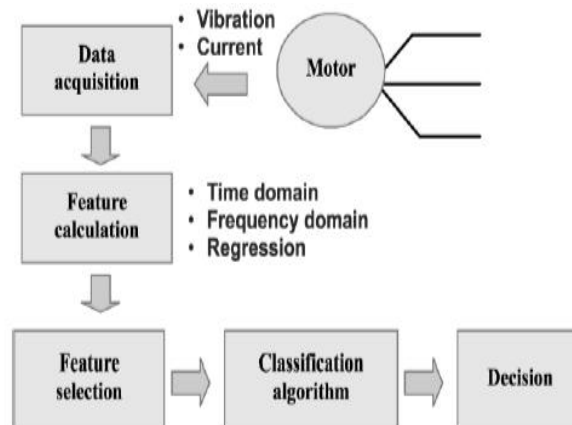 • Vibration
• Current
Data
acquisition
Motor
Feature
calculation
• Time domain
• Frequency domain
• Regression
Feature
selection
Classification
algorithm
Decision